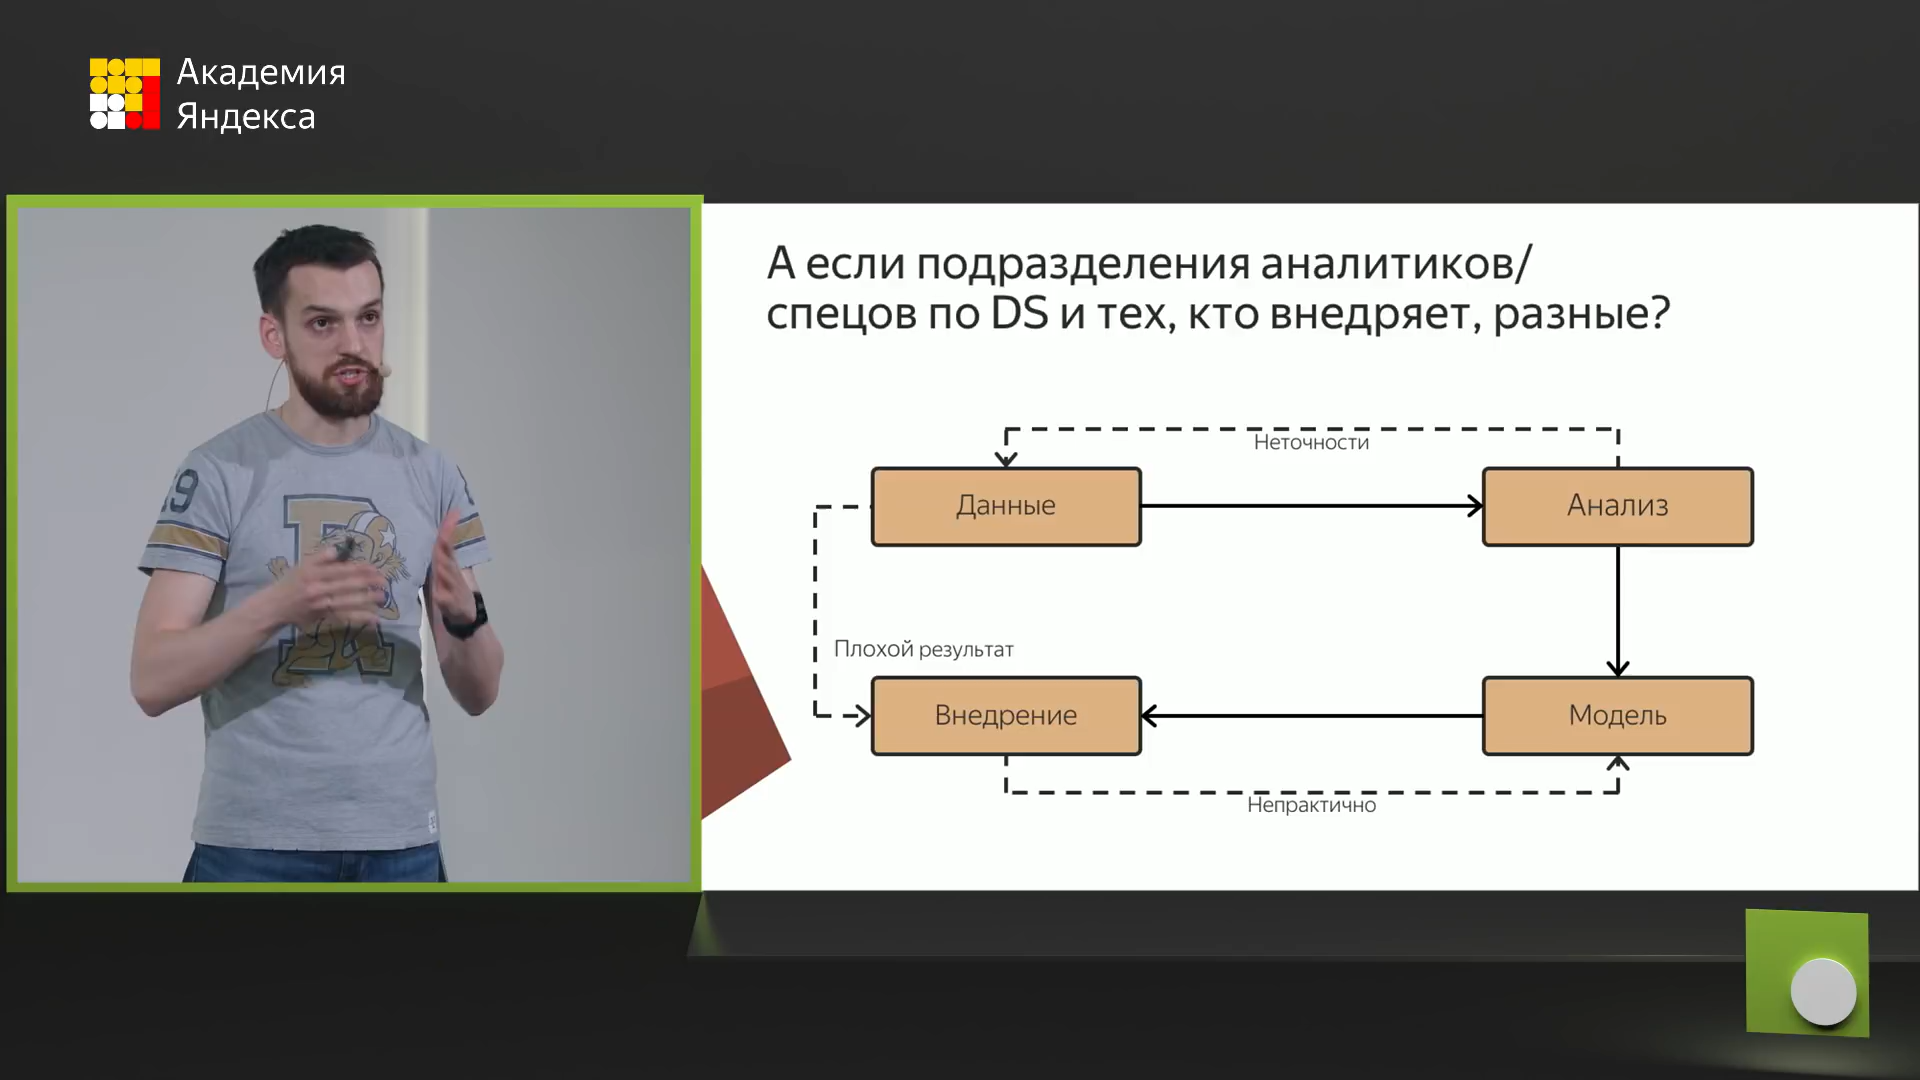 Академия
Яндекса
А если подразделения аналитиков/
спецов по DS и тех, кто внедряет, разные?
Неточности
Данные
Анализ
Плохой результат
Внедрение
Модель
Непрактично